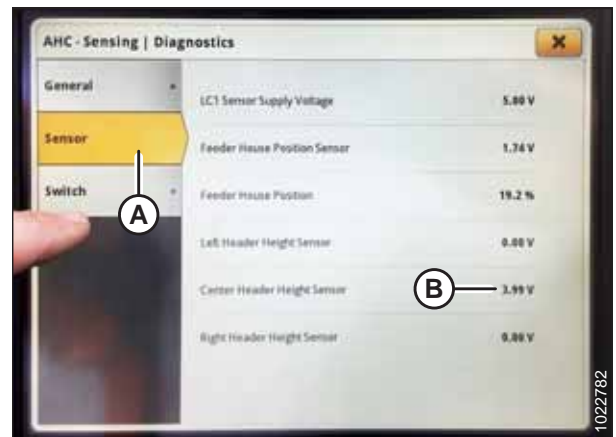 AHC - Sensing | Diagnostics
General
Sensor
Switch
A
LC1 Sensor Supply Voltage 5.00 V
Feeder House Position Sensor 1.74 V
Feeder House Position 19.2 %
Left Header Height Sensor 0.00 V
Center Header Height Sensor B 3.99 V
Right Header Height Sensor 0.00 V
1022782